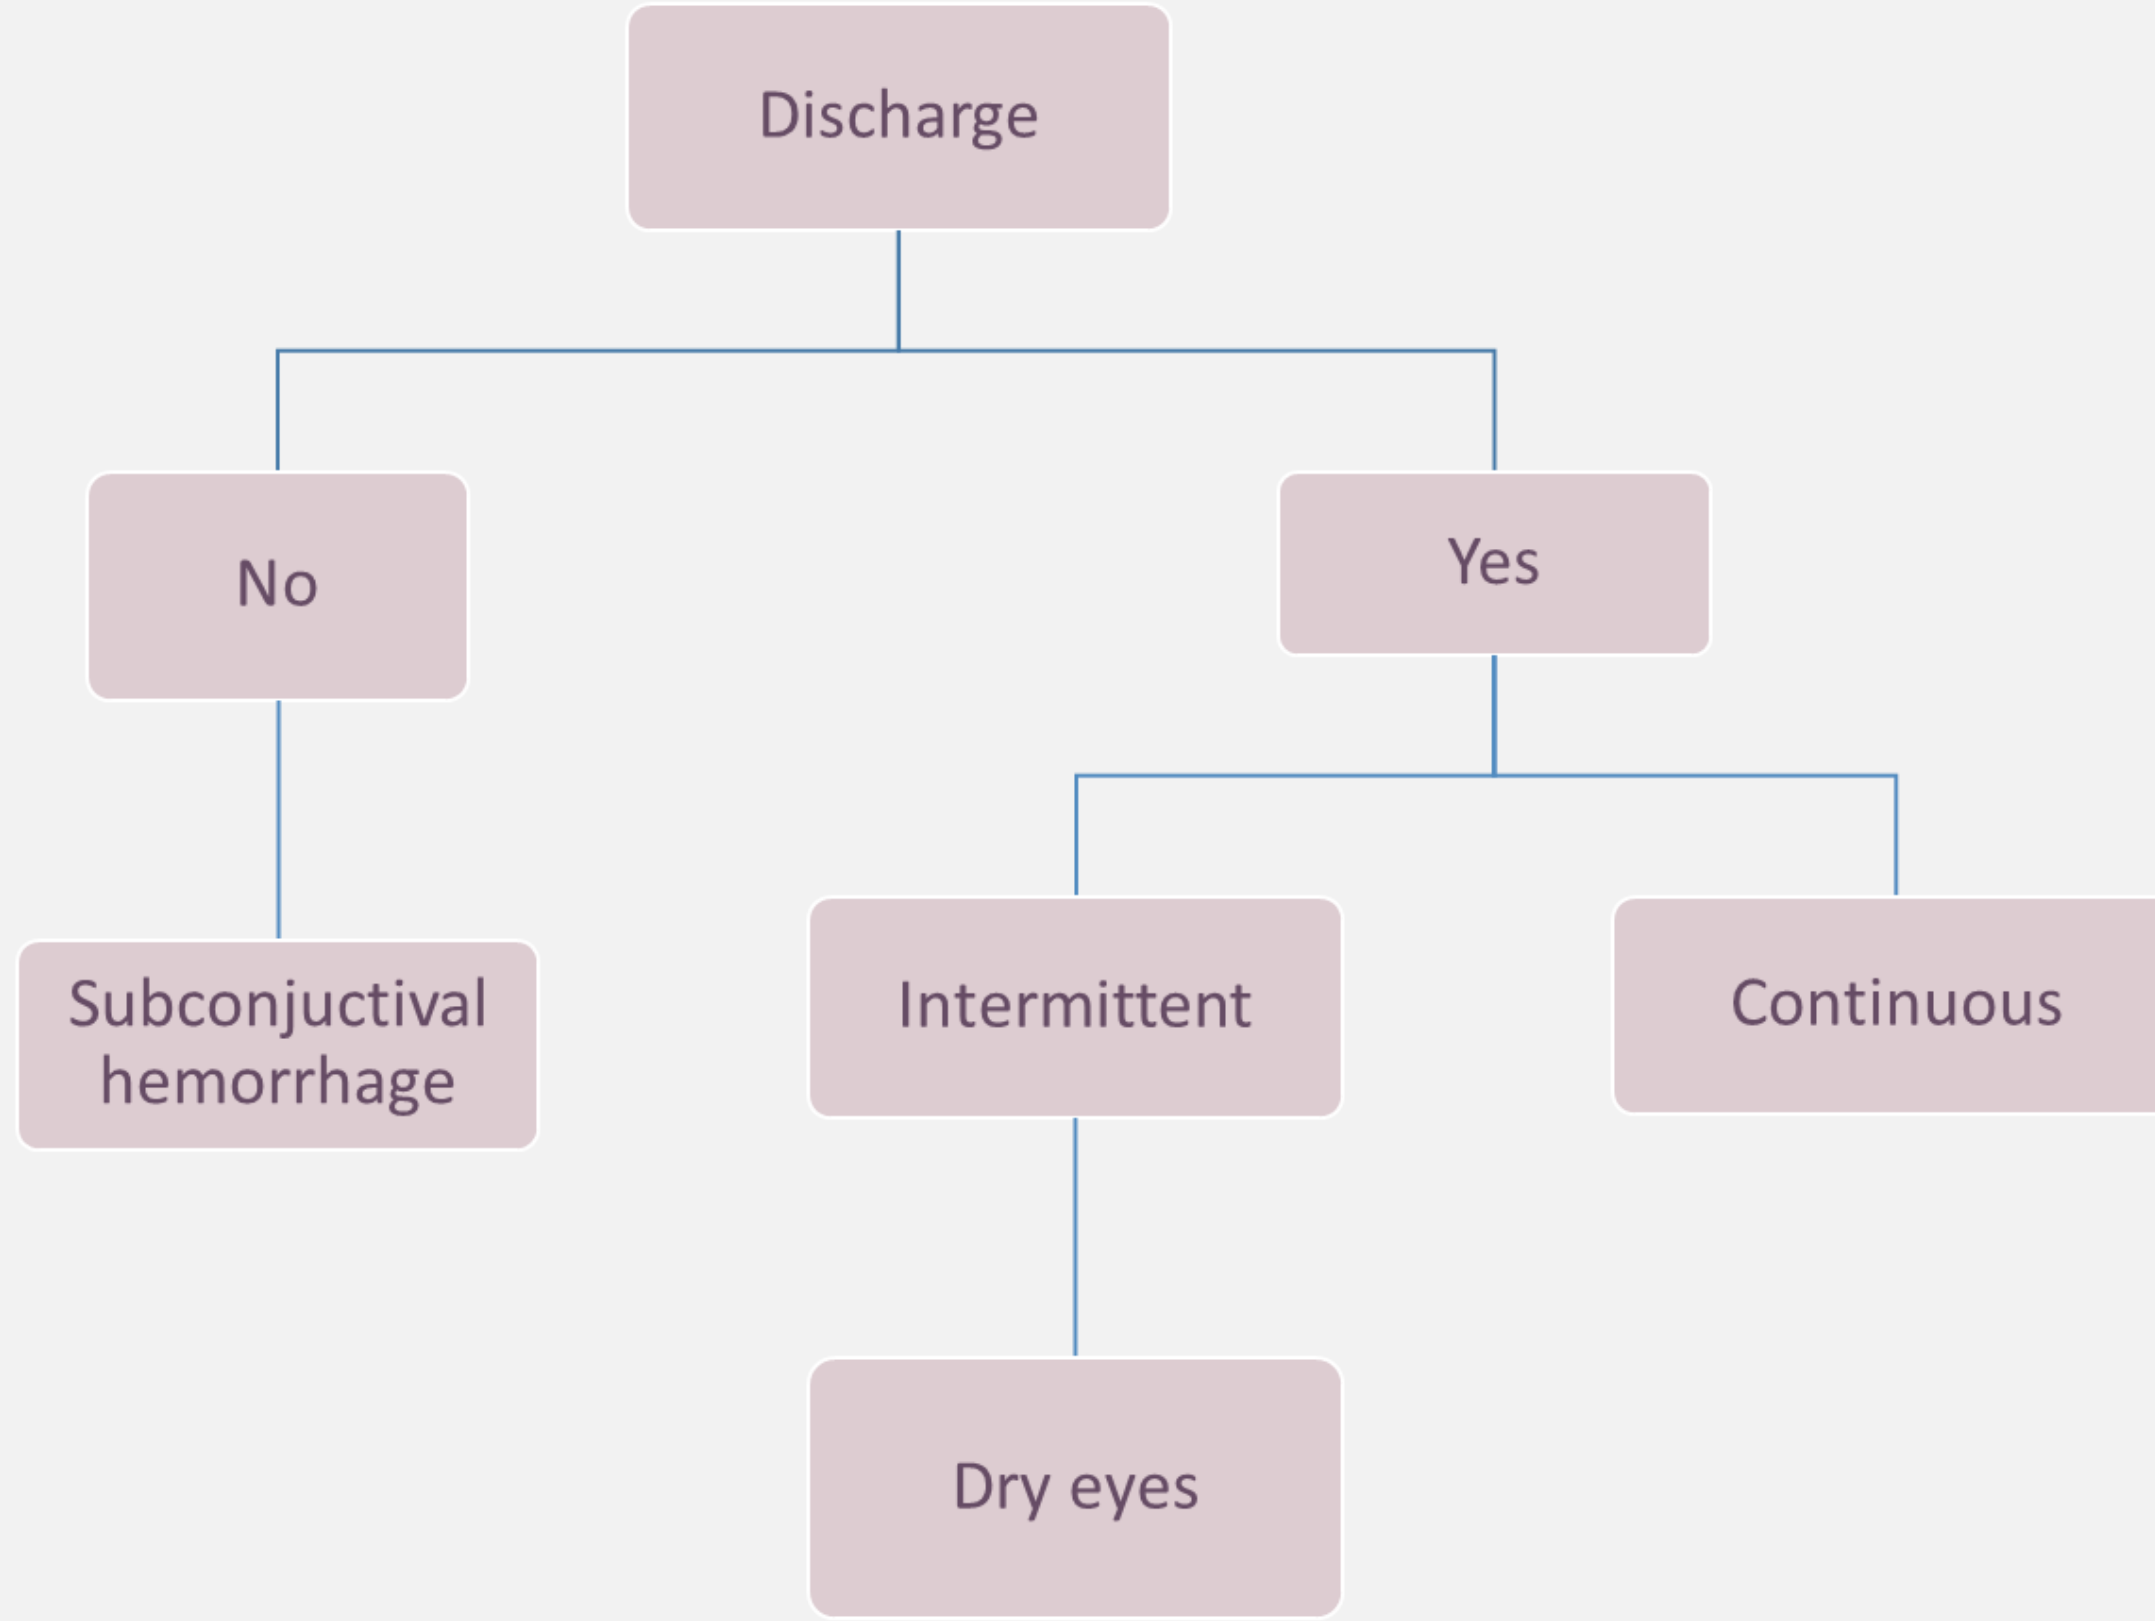 Discharge
No
Yes
Subconjuctival
hemorrhage
Intermittent
Continuous
Dry eyes